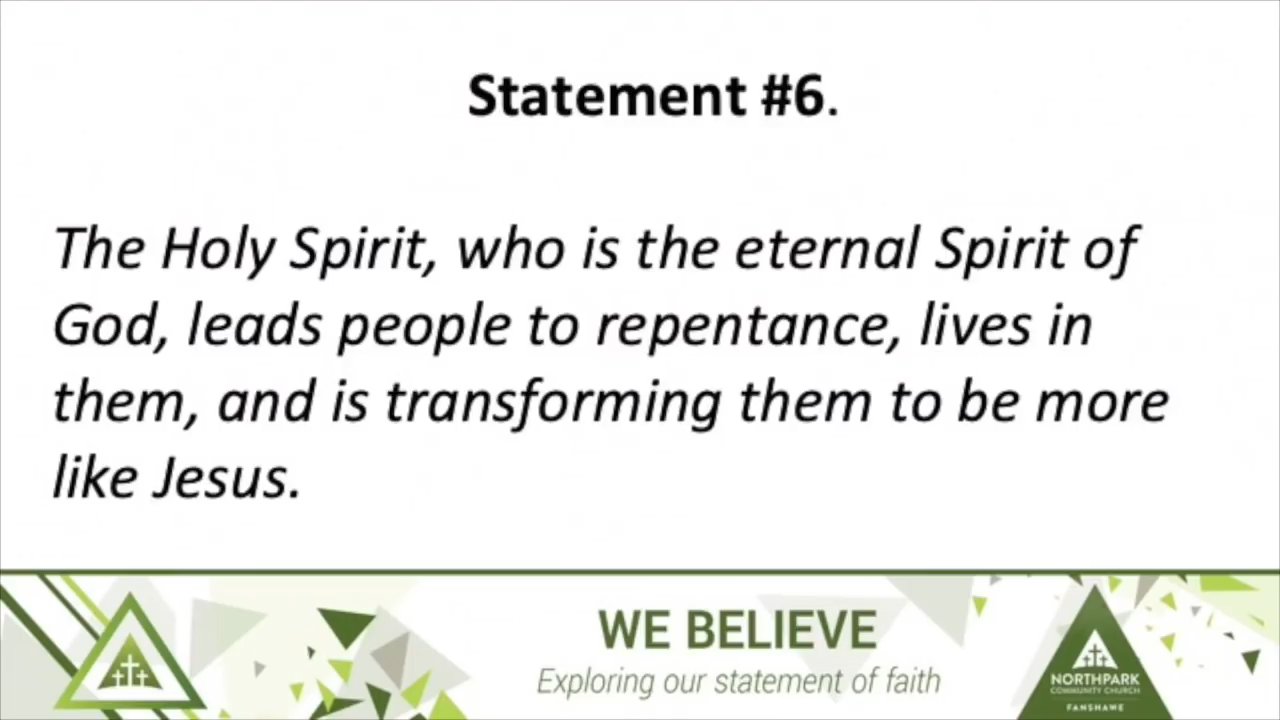 Statement #6.
The Holy Spirit, who is the eternal Spirit of
God, leads people to repentance, lives in
them, and is transforming them to be more
like Jesus.
WE BELIEVE
Exploring our statement of faith
NORTHPARK
COMMUNITY CHURCH
FANSHAWE